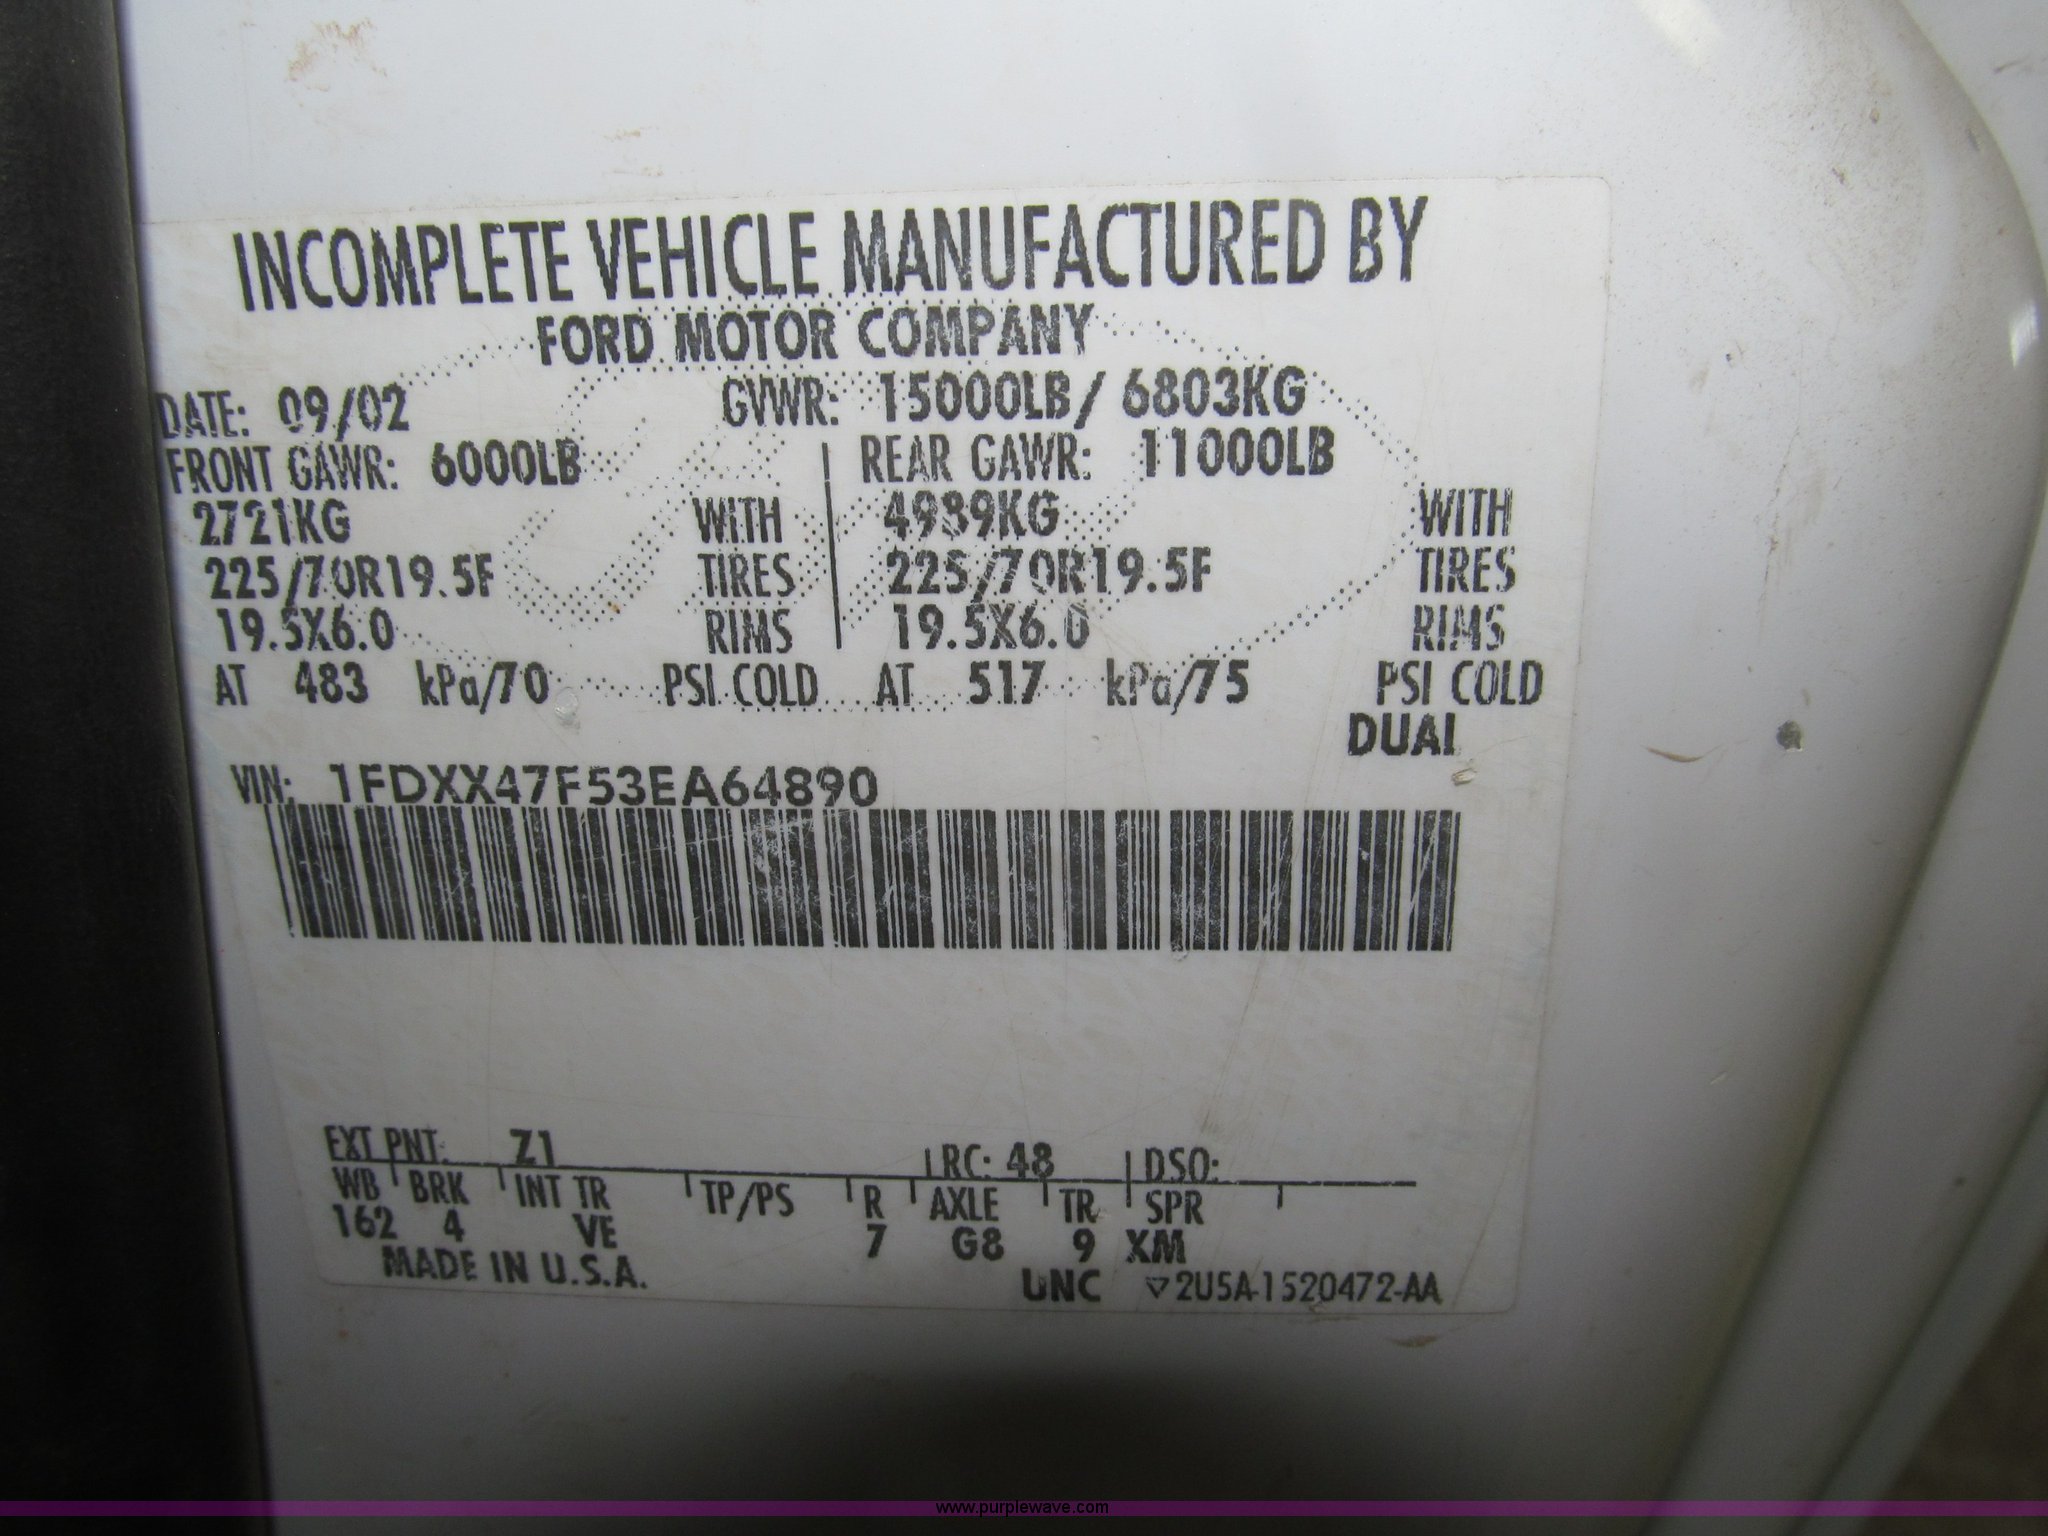 INCOMPLETE VEHICLE MANUFACTURED BY
FORD MOTOR COMPANY
DATE: 09/02 GVWR: 15000LB/ 6803KG
FRONT GAWR: 6000LB REAR GAWR: 11000LB
2721KG WITH 4989KG WITH
225/70R19.5F TIRES 225/70R19.5F TIRES
19.5X6.0 RIMS 19.5X6.0 RIMS
AT 483 kPa/70 PSI COLD AT 517 kPa/75 PSI COLD
DUAL
VIN: 1FDXX47F53EA64890
EXT PNT: Z1 RC: 48 DSO:
WB BRK INT TR TP/PS R AXLE TR SPR
162 4 VE 7 G8 9 XM
MADE IN U.S.A. UNC ▽2U5A-1520472-AA
www.purplewave.com